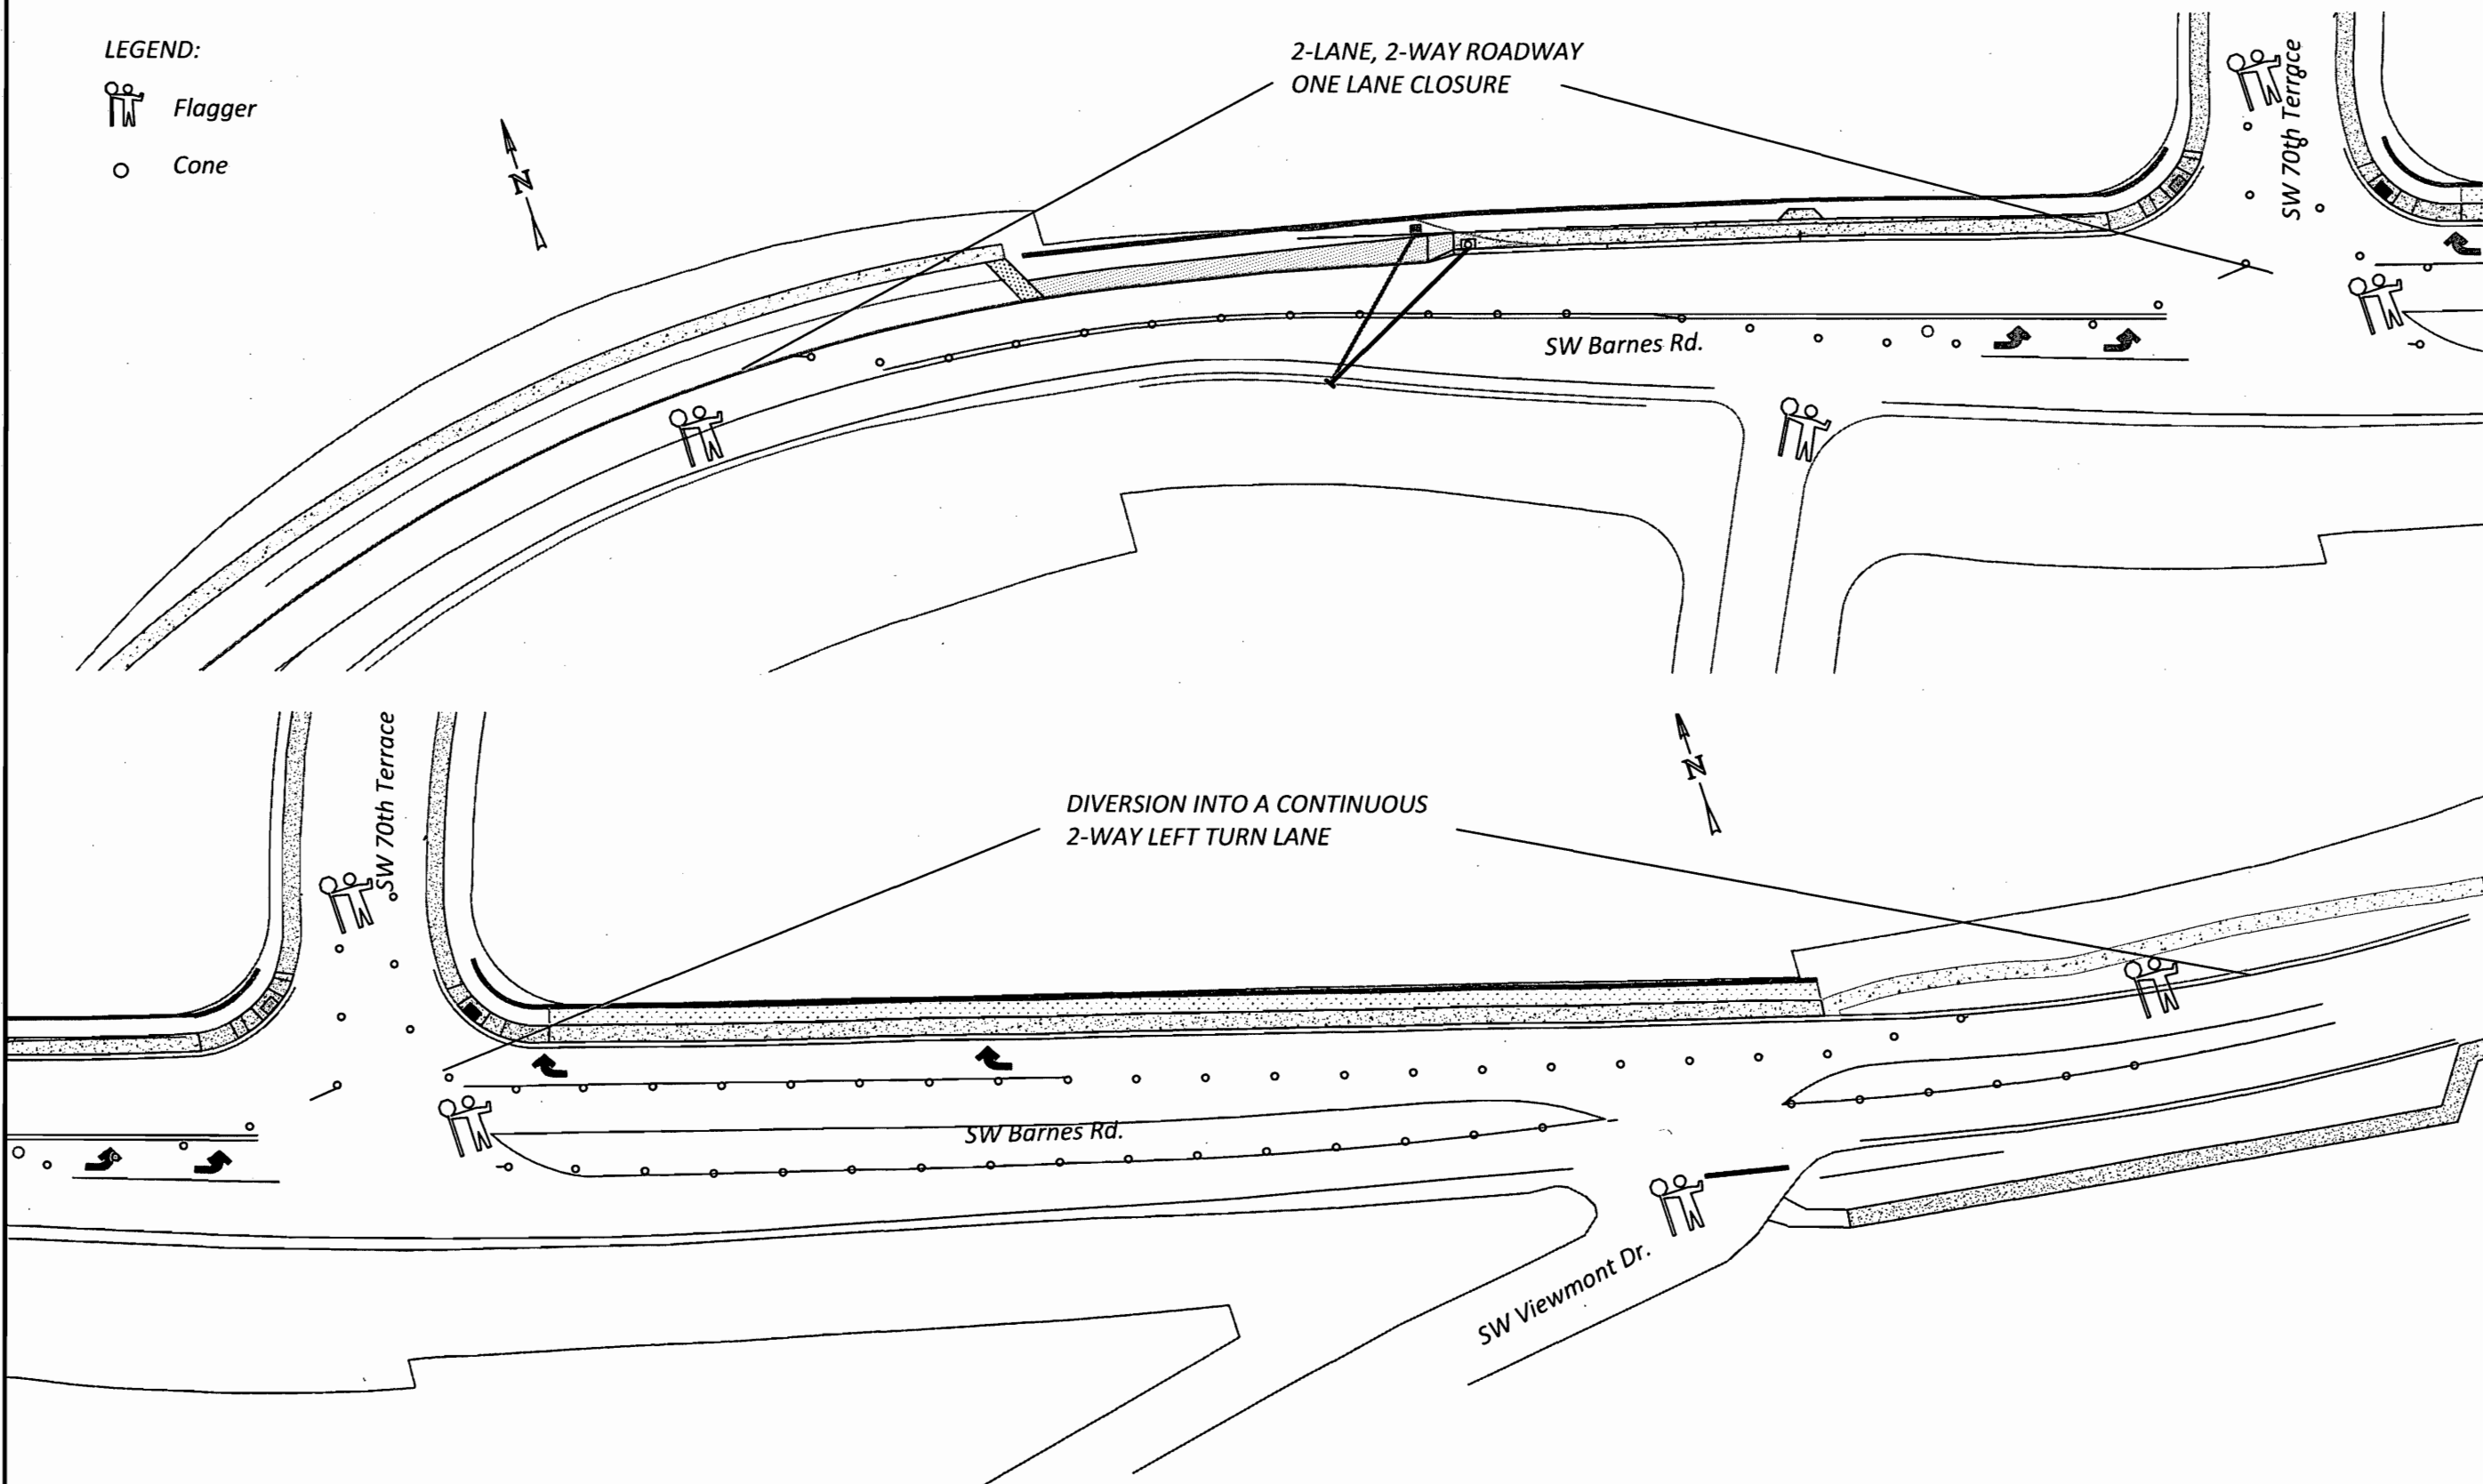 LEGEND:
Flagger
Cone
N
2-LANE, 2-WAY ROADWAY
ONE LANE CLOSURE
SW 70th Terrace
SW Barnes Rd.
SW 70th Terrace
N
DIVERSION INTO A CONTINUOUS
2-WAY LEFT TURN LANE
SW Barnes Rd.
SW Viewmont Dr.